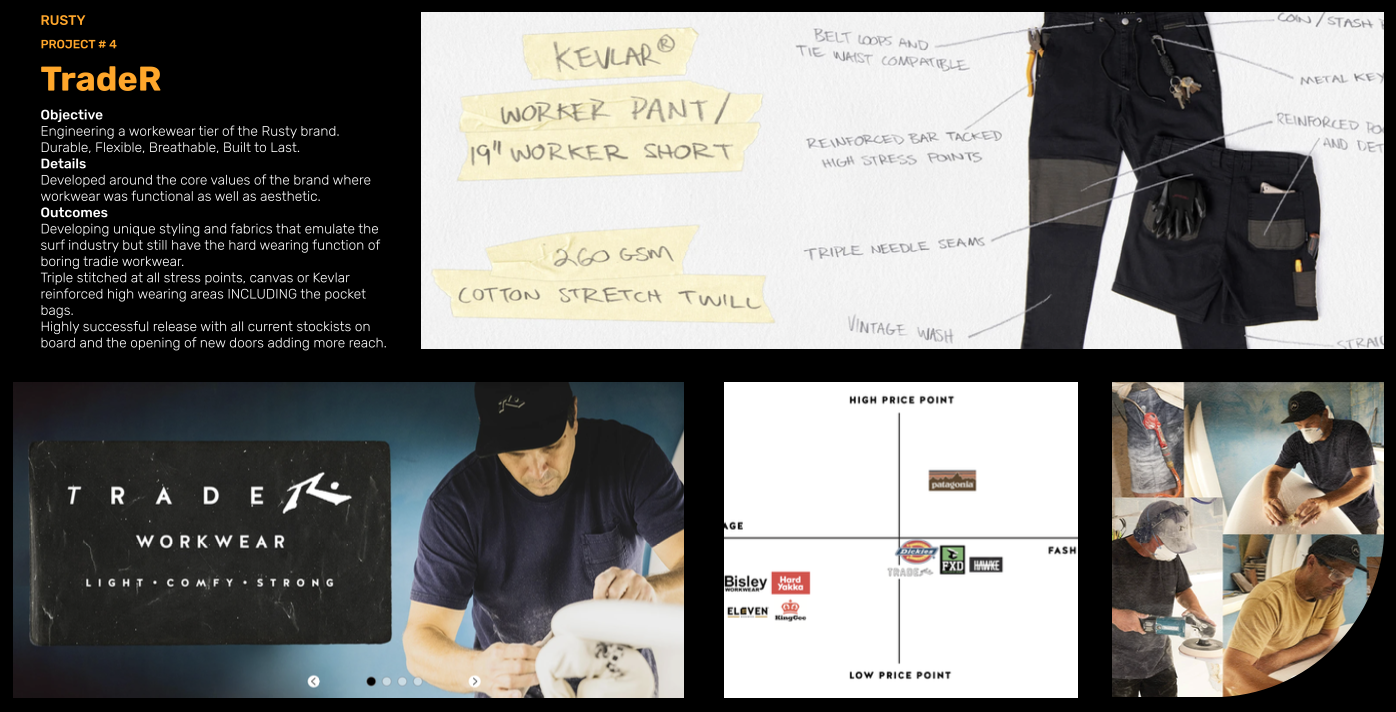 RUSTY
PROJECT # 4
TradeR
Objective
Engineering a workewear tier of the Rusty brand.
Durable, Flexible, Breathable, Built to Last.
Details
Developed around the core values of the brand where
workwear was functional as well as aesthetic.
Outcomes
Developing unique styling and fabrics that emulate the
surf industry but still have the hard wearing function of
boring tradie workwear.
Triple stitched at all stress points, canvas or Kevlar
reinforced high wearing areas INCLUDING the pocket
bags.
Highly successful release with all current stockists on
board and the opening of new doors adding more reach.
KEVLAR®
WORKER PANT/
19" WORKER SHORT
260 GSM
COTTON STRETCH TWILL
BELT LOOPS AND
TIE WAIST COMPATIBLE
REINFORCED BAR TACKED
HIGH STRESS POINTS
TRIPLE NEEDLE SEAMS
VINTAGE WASH
COIN/STASH P
METAL KEY
REINFORCED PO
AND DET
STRAIG
TRADE
WORKWEAR
LIGHT • COMFY • STRONG
HIGH PRICE POINT
patagonia
AGE
FASH
Dickies
FXD
HAWKE
TRADE
Bisley
WORKWEAR
Hard
Yakka
ELEVEN
KingGee
LOW PRICE POINT